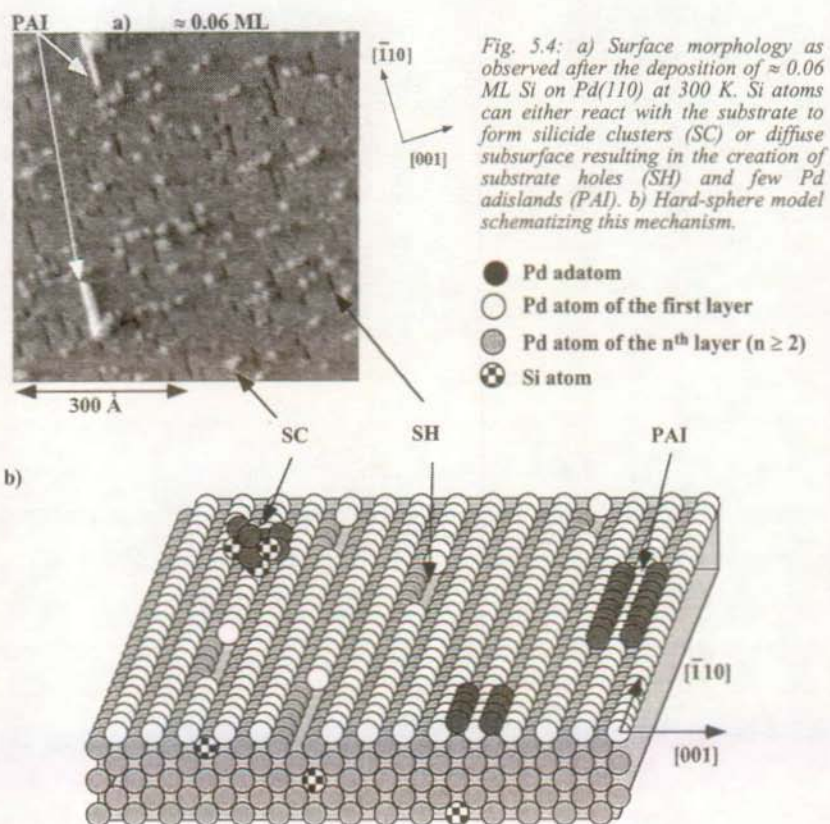 PAI a) ≈ 0.06 ML
[1̅10]
[001]
Fig. 5.4: a) Surface morphology as
observed after the deposition of ≈ 0.06
ML Si on Pd(110) at 300 K. Si atoms
can either react with the substrate to
form silicide clusters (SC) or diffuse
subsurface resulting in the creation of
substrate holes (SH) and few Pd
adislands (PAI). b) Hard-sphere model
schematizing this mechanism.
Pd adatom
Pd atom of the first layer
Pd atom of the nth layer (n ≥ 2)
Si atom
300 Å
SC SH PAI
b)
[1̅10]
[001]